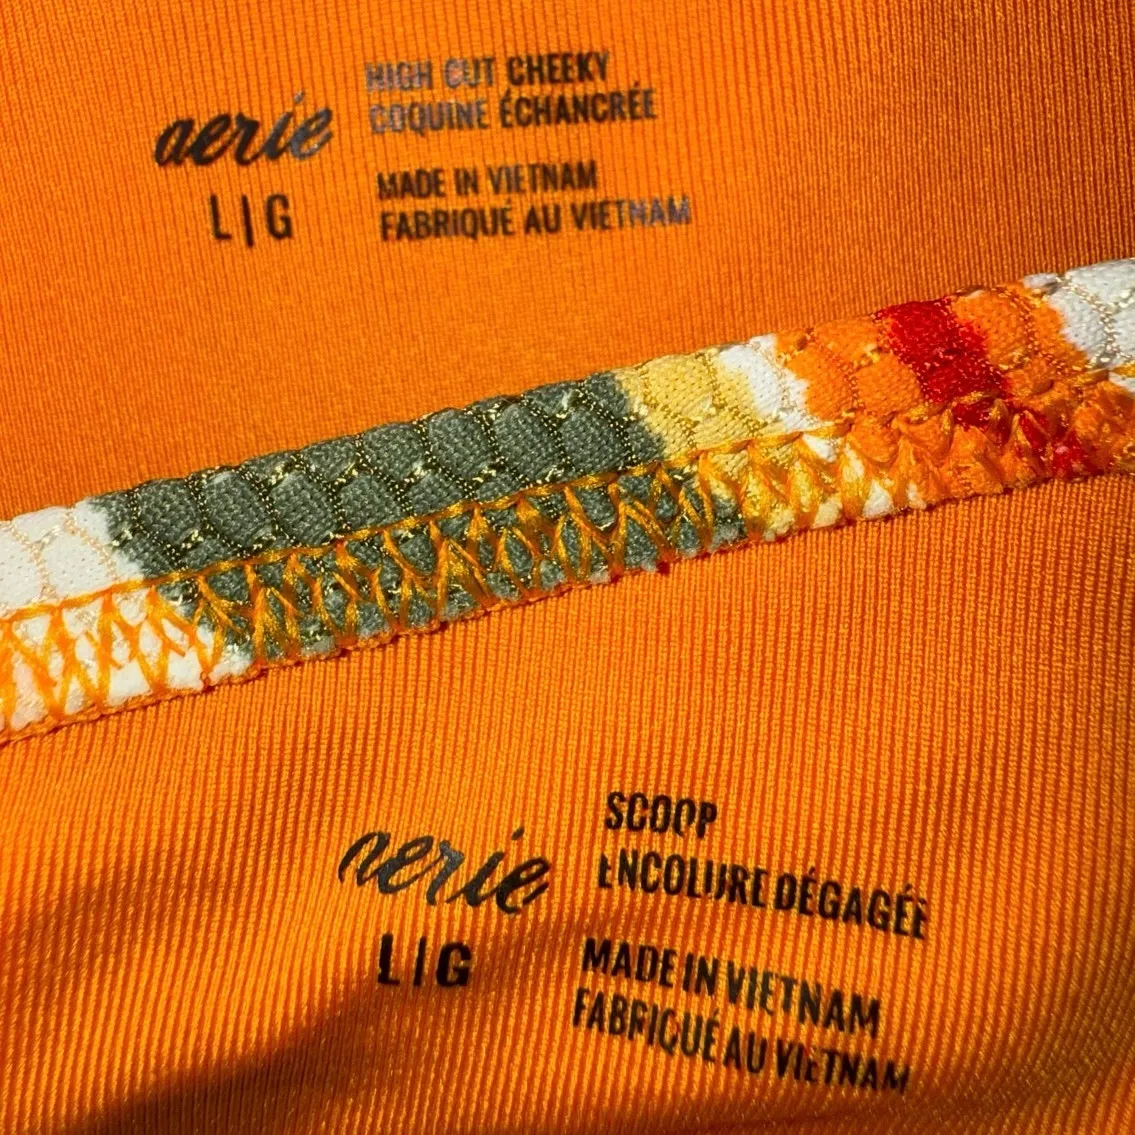 aerie
L|G
HIGH CUT CHEEKY
COQUINE ÉCHANCRÉE
MADE IN VIETNAM
FABRIQUÉ AU VIETNAM
aerie
L|G
SCOOP
ENCOLURE DÉGAGÉE
MADE IN VIETNAM
FABRIQUÉ AU VIETNAM